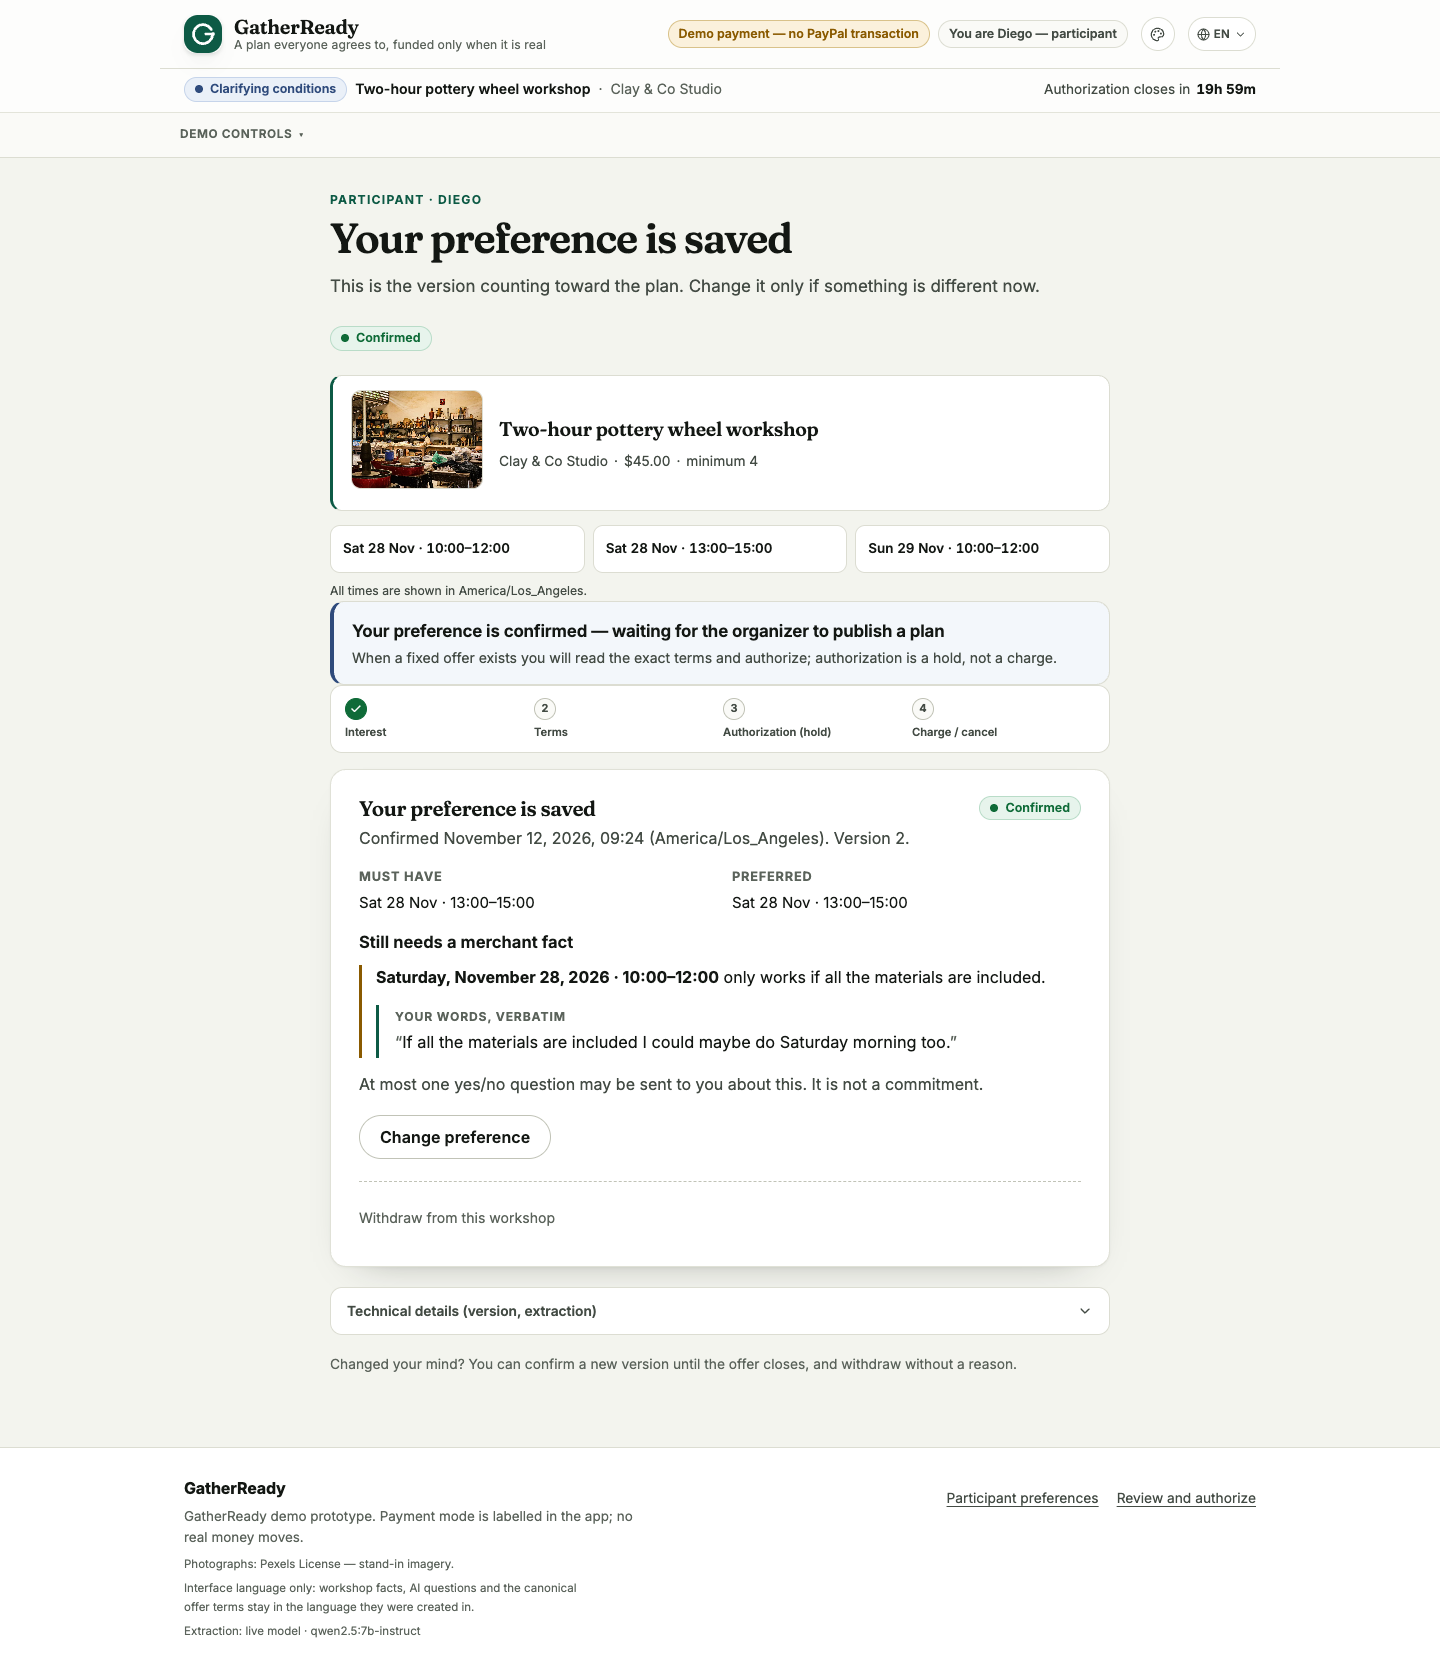 GatherReady
A plan everyone agrees to, funded only when it is real
Demo payment — no PayPal transaction
You are Diego — participant
EN
Clarifying conditions
Two-hour pottery wheel workshop · Clay & Co Studio
Authorization closes in 19h 59m
DEMO CONTROLS
PARTICIPANT · DIEGO
Your preference is saved
This is the version counting toward the plan. Change it only if something is different now.
Confirmed
Two-hour pottery wheel workshop
Clay & Co Studio · $45.00 · minimum 4
Sat 28 Nov · 10:00–12:00
Sat 28 Nov · 13:00–15:00
Sun 29 Nov · 10:00–12:00
All times are shown in America/Los_Angeles.
Your preference is confirmed — waiting for the organizer to publish a plan
When a fixed offer exists you will read the exact terms and authorize; authorization is a hold, not a charge.
Interest
2
Terms
3
Authorization (hold)
4
Charge / cancel
Your preference is saved
Confirmed
Confirmed November 12, 2026, 09:24 (America/Los_Angeles). Version 2.
MUST HAVE
Sat 28 Nov · 13:00–15:00
PREFERRED
Sat 28 Nov · 13:00–15:00
Still needs a merchant fact
Saturday, November 28, 2026 · 10:00–12:00 only works if all the materials are included.
YOUR WORDS, VERBATIM
“If all the materials are included I could maybe do Saturday morning too.”
At most one yes/no question may be sent to you about this. It is not a commitment.
Change preference
Withdraw from this workshop
Technical details (version, extraction)
Changed your mind? You can confirm a new version until the offer closes, and withdraw without a reason.
GatherReady
GatherReady demo prototype. Payment mode is labelled in the app; no
real money moves.
Photographs: Pexels License — stand-in imagery.
Interface language only: workshop facts, AI questions and the canonical
offer terms stay in the language they were created in.
Extraction: live model · qwen2.5:7b-instruct
Participant preferences
Review and authorize